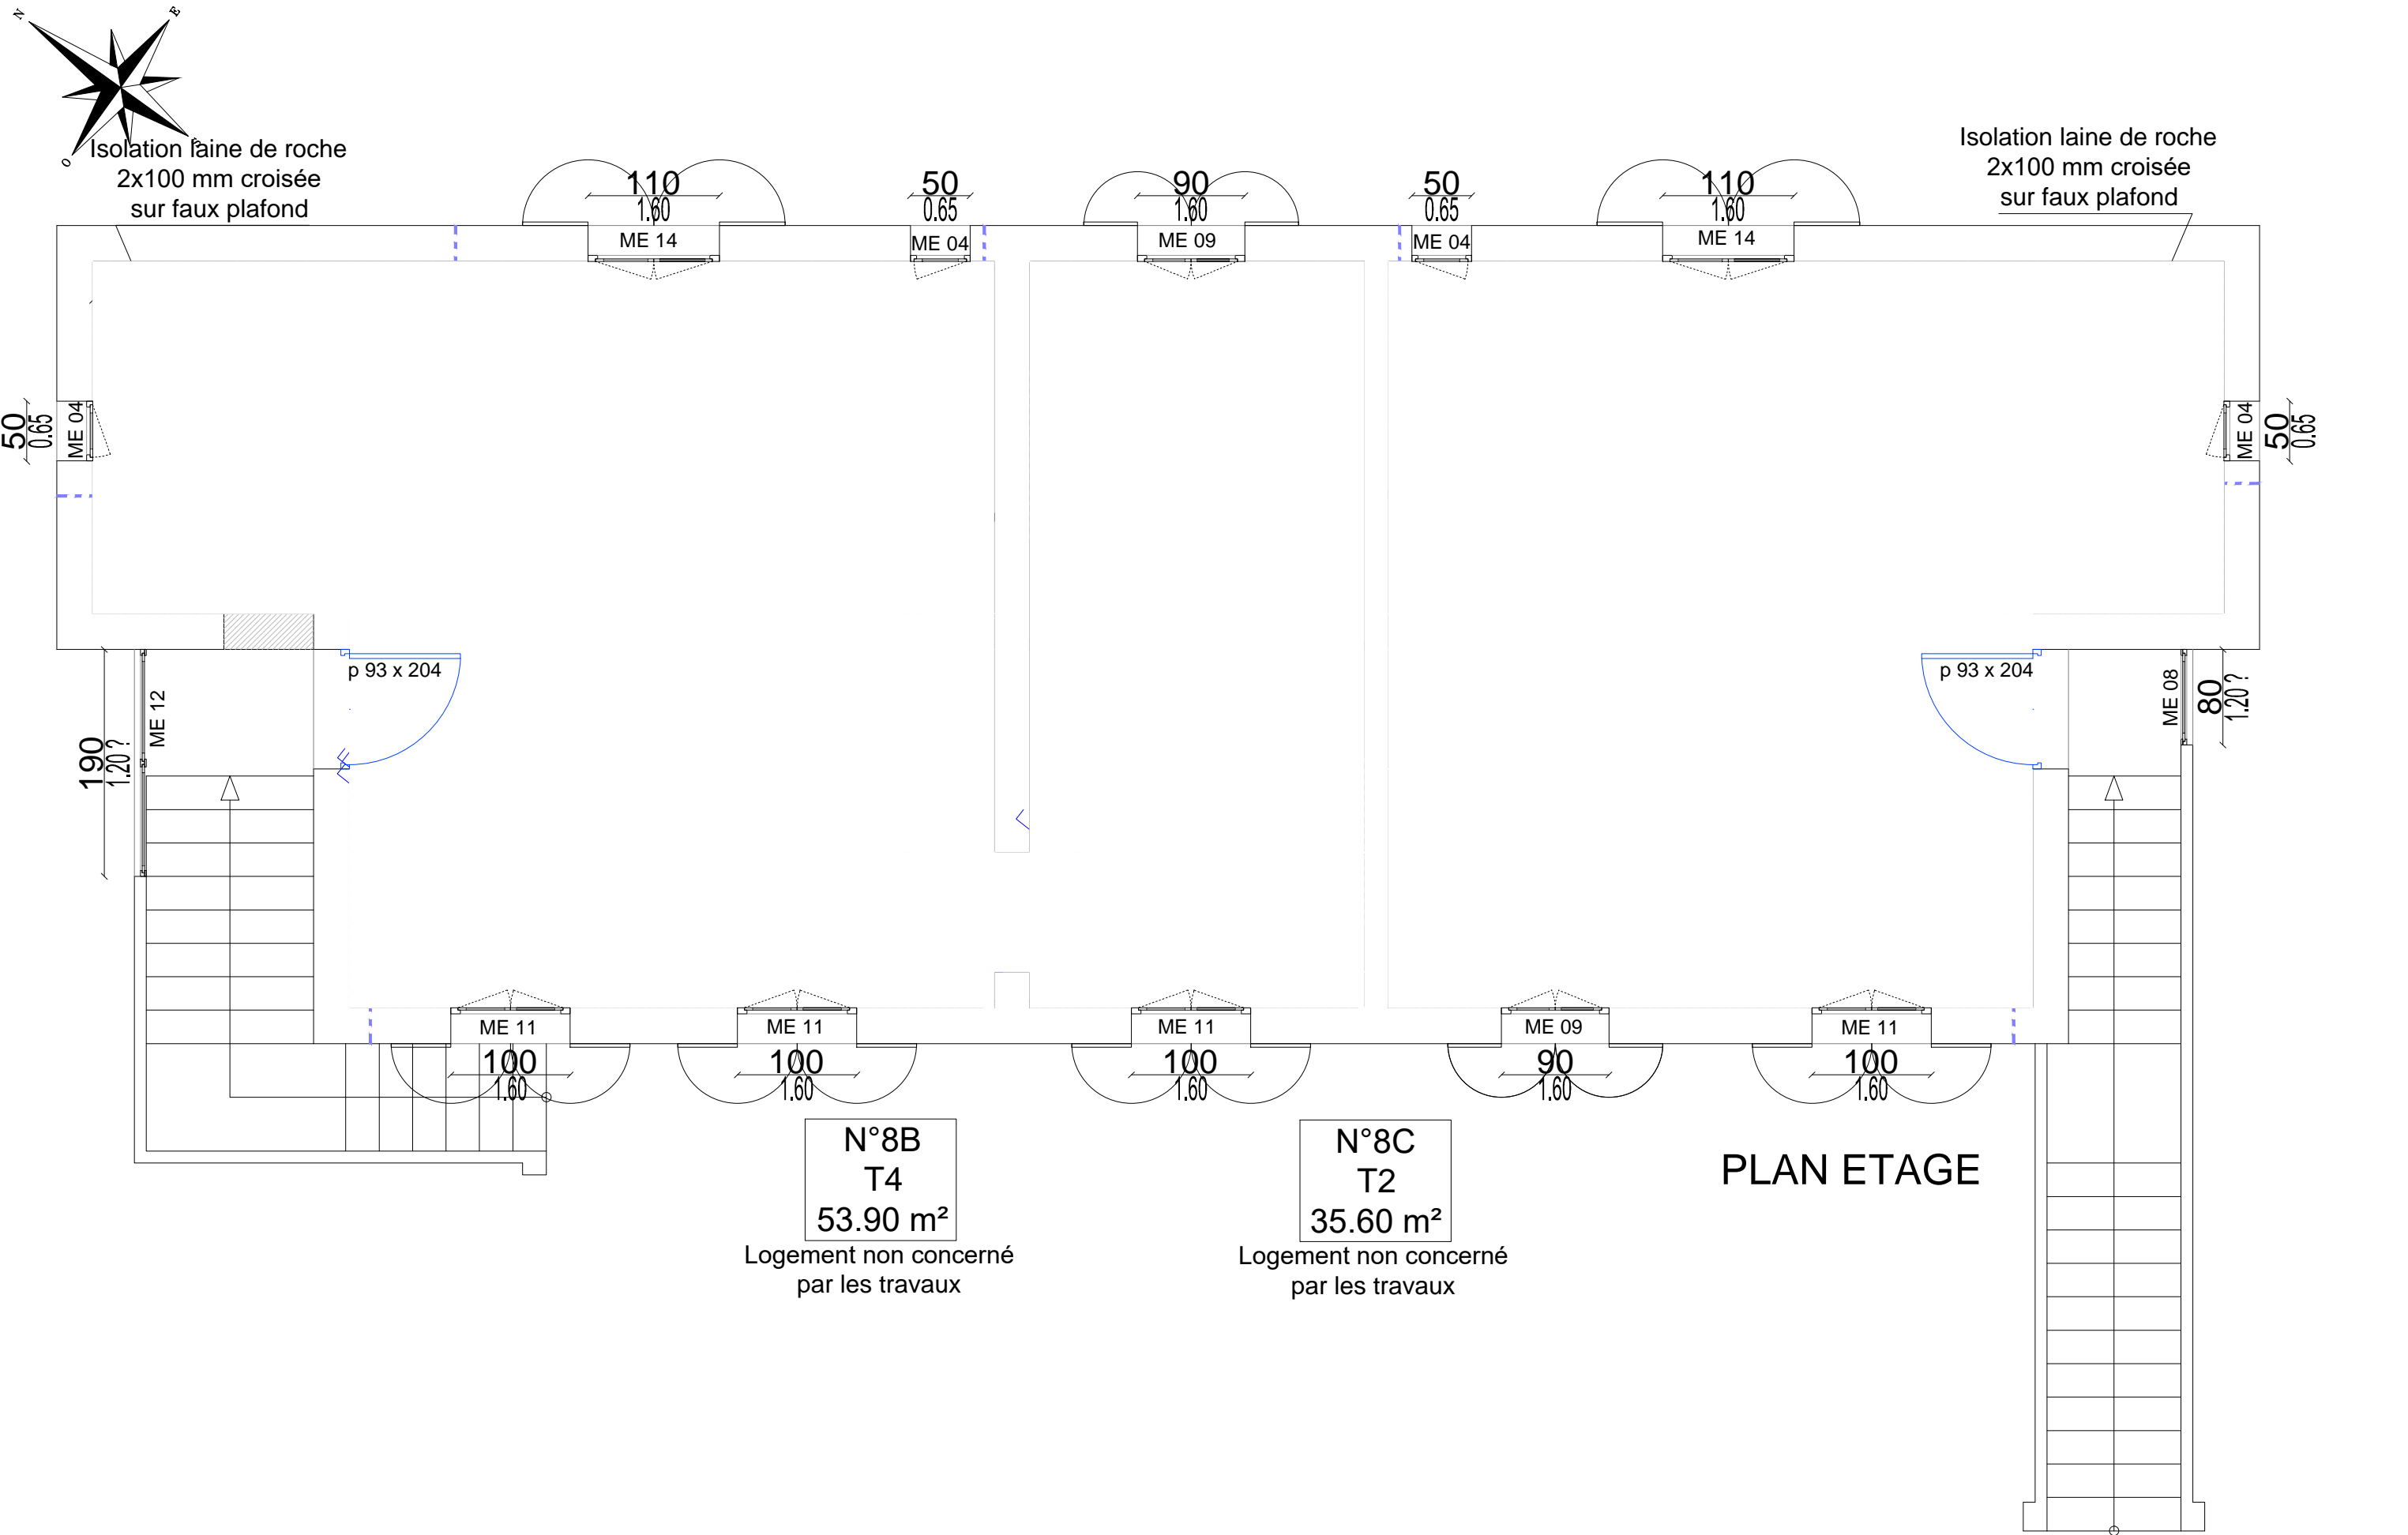 N
E
O
Isolation laine de roche
2x100 mm croisée
sur faux plafond
Isolation laine de roche
2x100 mm croisée
sur faux plafond
110
1.60
50
0.65
90
1.60
50
0.65
110
1.60
ME 14
ME 04
ME 09
ME 04
ME 14
50
0.65
ME 04
ME 04
50
0.65
p 93 x 204
p 93 x 204
190
1.20 ?
ME 12
ME 08
80
1.20 ?
ME 11
ME 11
ME 11
ME 09
ME 11
100
1.60
100
1.60
100
1.60
90
1.60
100
1.60
N°8B
T4
53.90 m²
Logement non concerné
par les travaux
N°8C
T2
35.60 m²
Logement non concerné
par les travaux
PLAN ETAGE